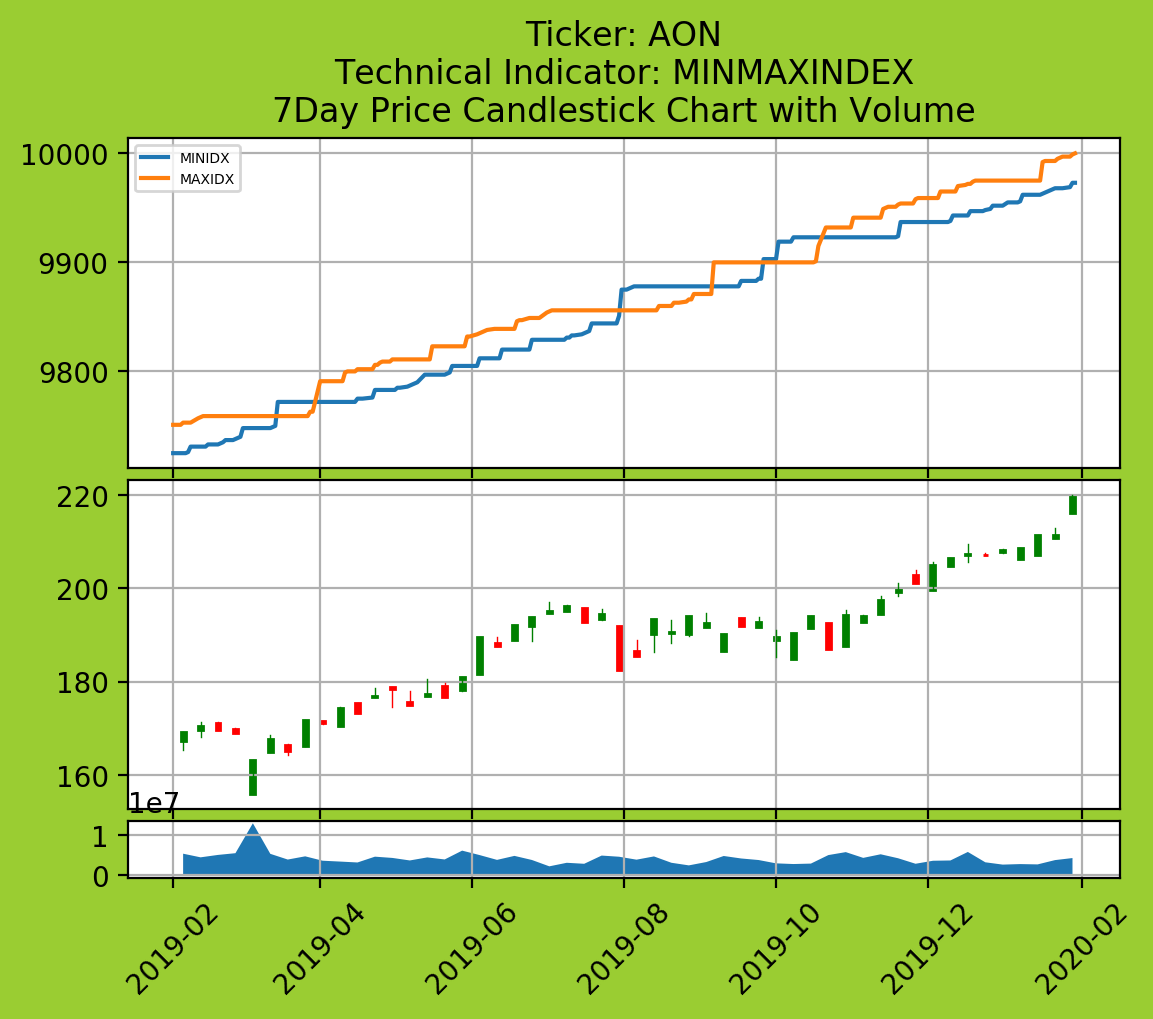 Ticker: AON
Technical Indicator: MINMAXINDEX
7Day Price Candlestick Chart with Volume
10000
9900
9800
MINIDX
MAXIDX
220
200
180
160
1e7
1
0
2019-02
2019-04
2019-06
2019-08
2019-10
2019-12
2020-02